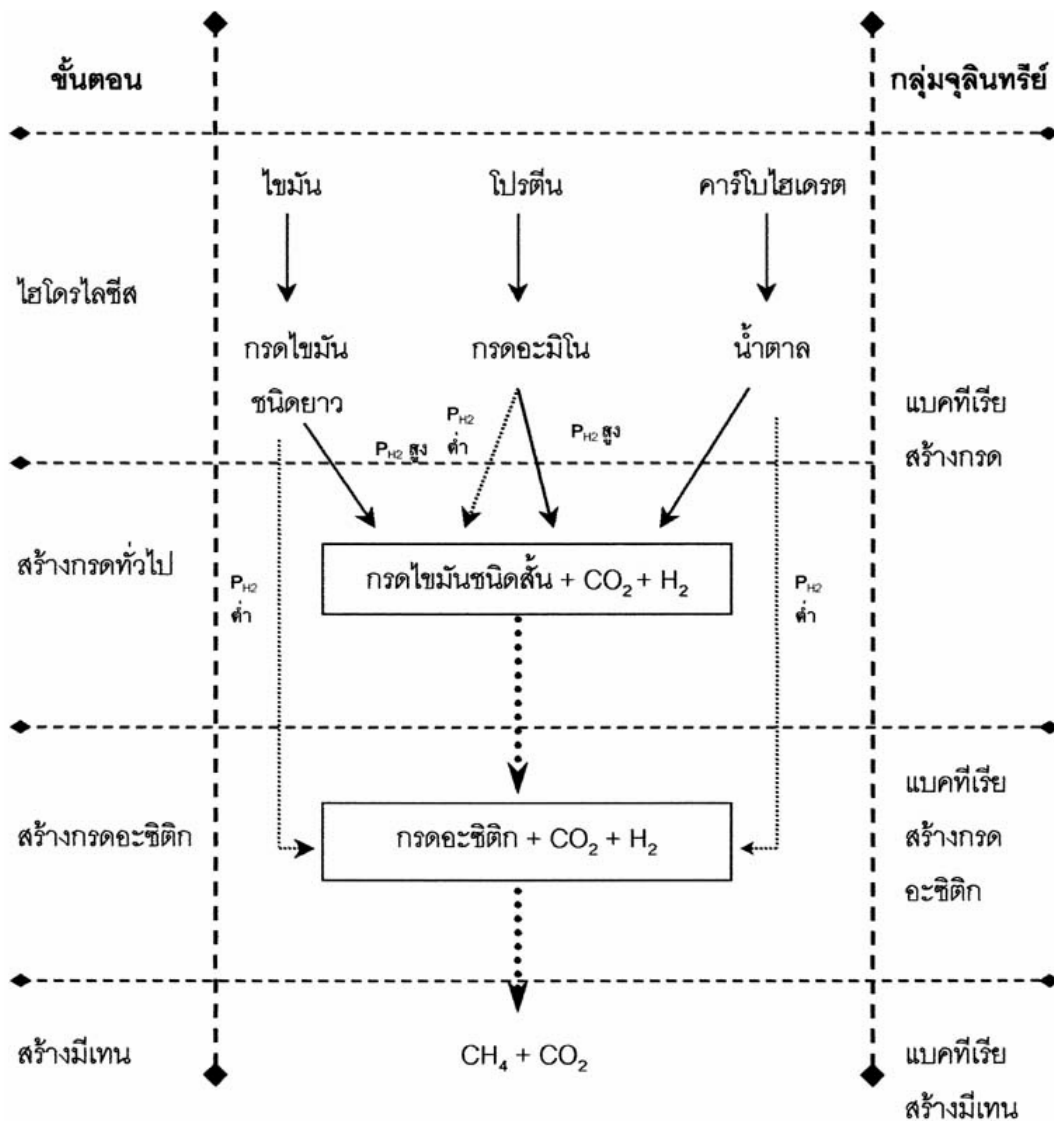 ขั้นตอน
กลุ่มจุลินทรีย์
ไขมัน
โปรตีน
คาร์โบไฮเดรต
ไฮโดรไลซีส
กรดไขมัน
ชนิดยาว
กรดอะมิโน
น้ำตาล
P_H2 สูง
P_H2
ต่ำ
P_H2 สูง
แบคทีเรีย
สร้างกรด
สร้างกรดทั่วไป
P_H2
ต่ำ
กรดไขมันชนิดสั้น + CO₂ + H₂
P_H2
ต่ำ
สร้างกรดอะซิติก
กรดอะซิติก + CO₂ + H₂
แบคทีเรีย
สร้างกรด
อะซิติก
สร้างมีเทน
CH₄ + CO₂
แบคทีเรีย
สร้างมีเทน